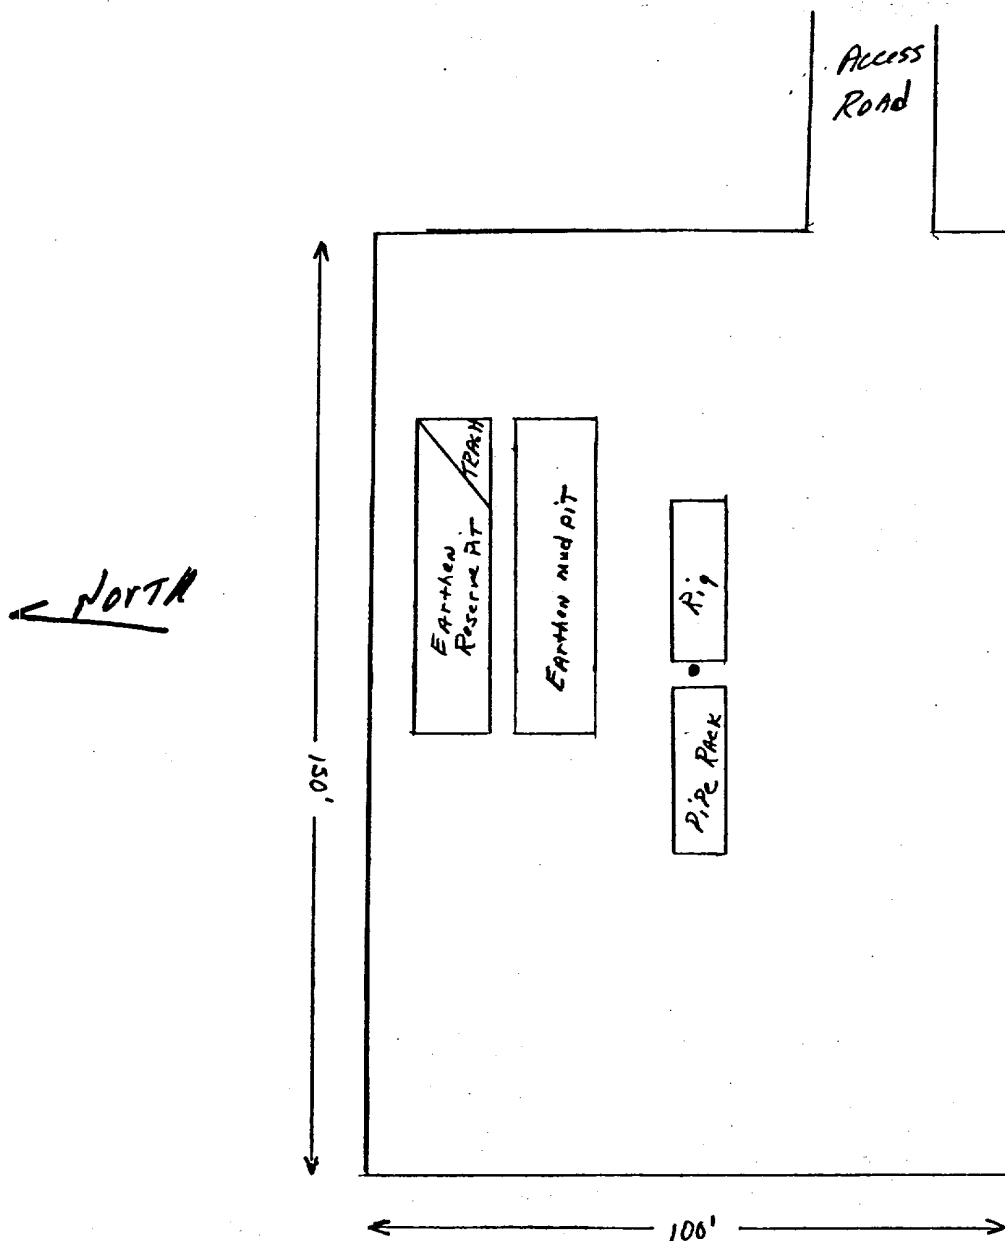 Access
Road
North
Trash
Earthen
Reserve Pit
Earthen mud pit
Rig
Pipe Rack
150'
100'